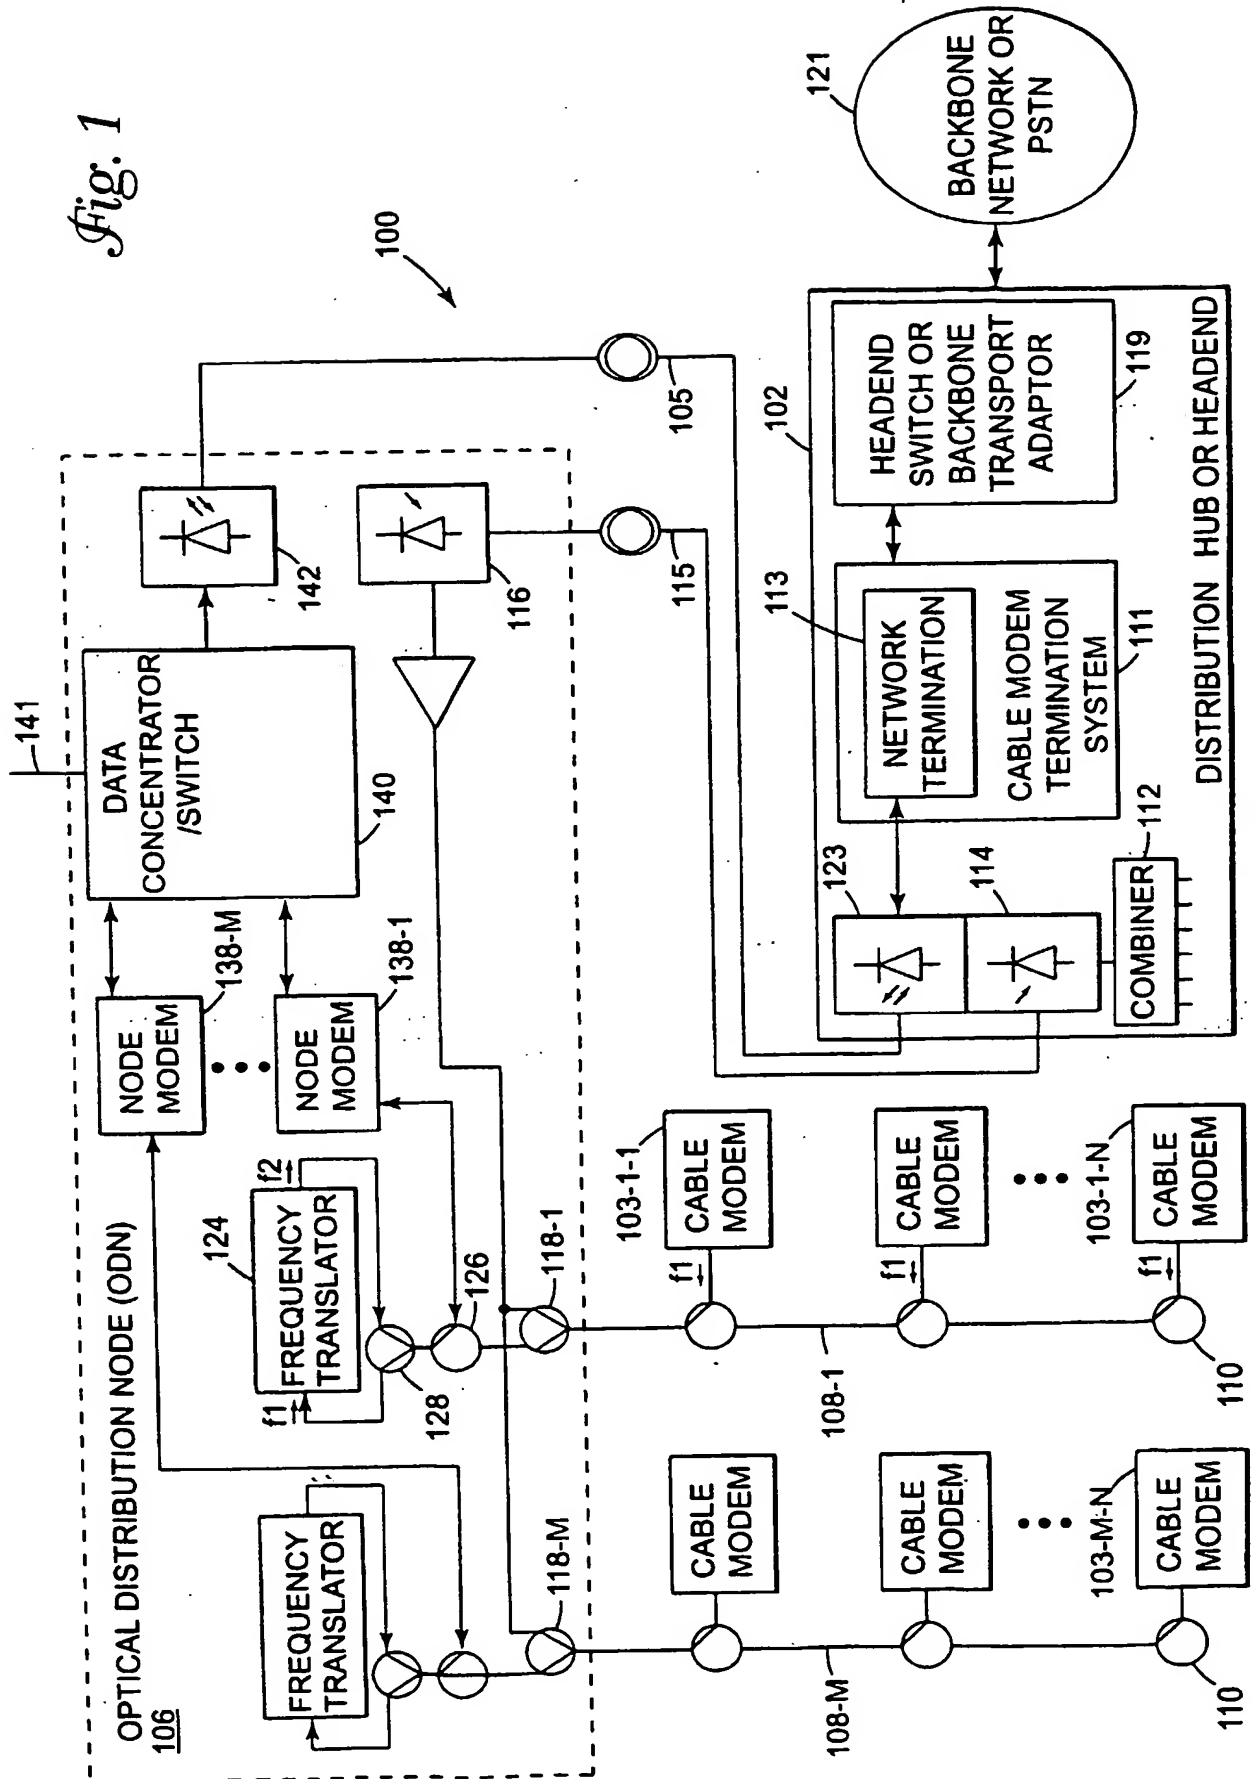 Fig. 1
100
OPTICAL DISTRIBUTION NODE (ODN)
106
FREQUENCY
TRANSLATOR
124
FREQUENCY
TRANSLATOR
f1
f2
128
126
118-M
118-1
NODE
MODEM
138-M
NODE
MODEM
138-1
DATA
CONCENTRATOR
/SWITCH
140
141
142
116
105
115
CABLE
MODEM
CABLE
MODEM
103-M-N
CABLE
MODEM
108-M
110
103-1-1
CABLE
MODEM
f1
CABLE
MODEM
f1
103-1-N
CABLE
MODEM
f1
108-1
110
102
123
114
COMBINER
112
113
NETWORK
TERMINATION
CABLE MODEM
TERMINATION
SYSTEM
111
HEADEND
SWITCH OR
BACKBONE
TRANSPORT
ADAPTOR
119
DISTRIBUTION HUB OR HEADEND
121
BACKBONE
NETWORK OR
PSTN